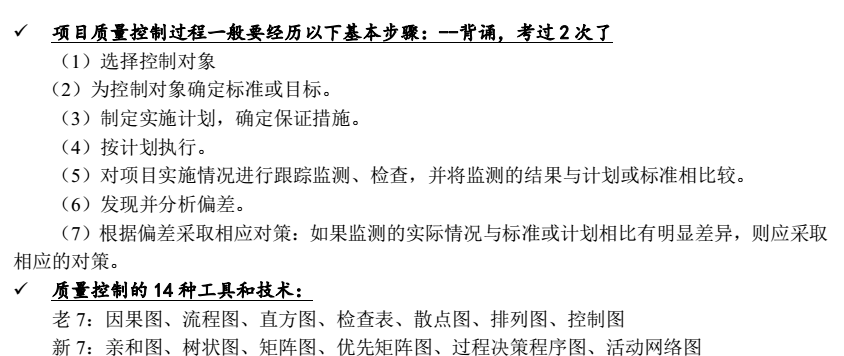 ✓ 项目质量控制过程一般要经历以下基本步骤：--背诵，考过 2 次了
（1）选择控制对象
（2）为控制对象确定标准或目标。
（3）制定实施计划，确定保证措施。
（4）按计划执行。
（5）对项目实施情况进行跟踪监测、检查，并将监测的结果与计划或标准相比较。
（6）发现并分析偏差。
（7）根据偏差采取相应对策：如果监测的实际情况与标准或计划相比有明显差异，则应采取
相应的对策。
✓ 质量控制的 14 种工具和技术：
老 7：因果图、流程图、直方图、检查表、散点图、排列图、控制图
新 7：亲和图、树状图、矩阵图、优先矩阵图、过程决策程序图、活动网络图